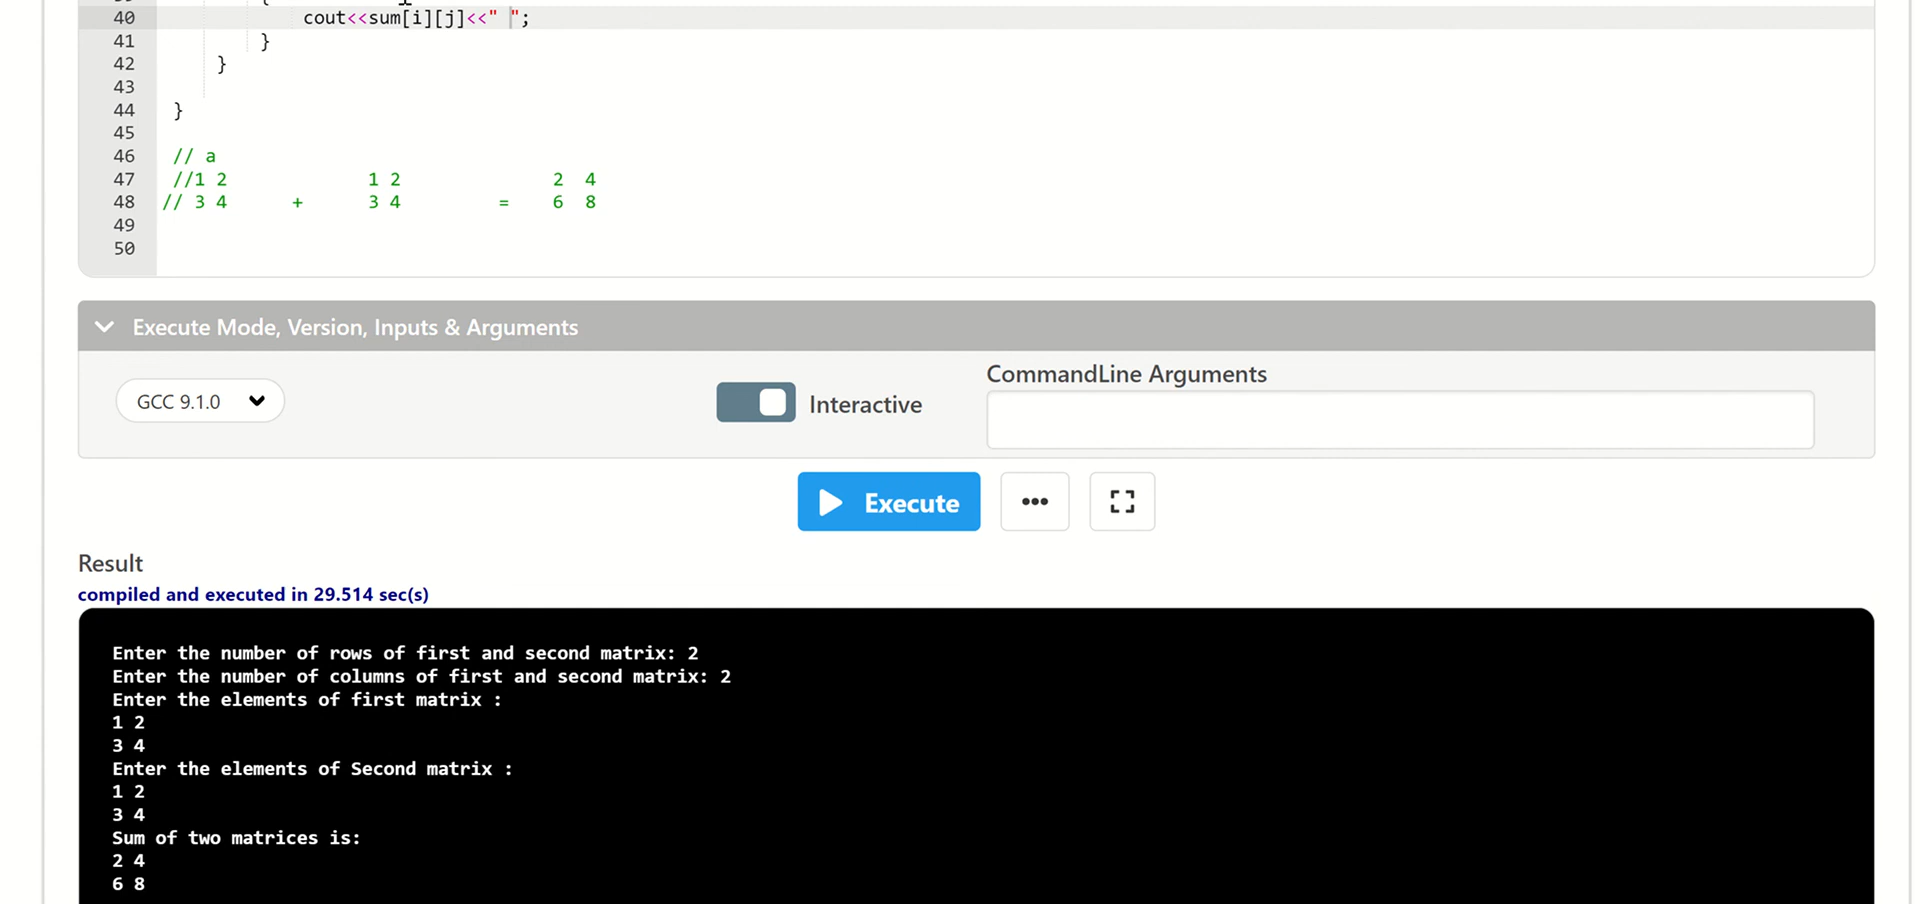 40 cout<<sum[i][j]<<" ";
41 }
42 }
43
44 }
45
46 // a
47 //1 2 1 2 2 4
48 // 3 4 + 3 4 = 6 8
49
50
Execute Mode, Version, Inputs & Arguments
CommandLine Arguments
GCC 9.1.0 Interactive
Execute
Result
compiled and executed in 29.514 sec(s)
Enter the number of rows of first and second matrix: 2
Enter the number of columns of first and second matrix: 2
Enter the elements of first matrix :
1 2
3 4
Enter the elements of Second matrix :
1 2
3 4
Sum of two matrices is:
2 4
6 8